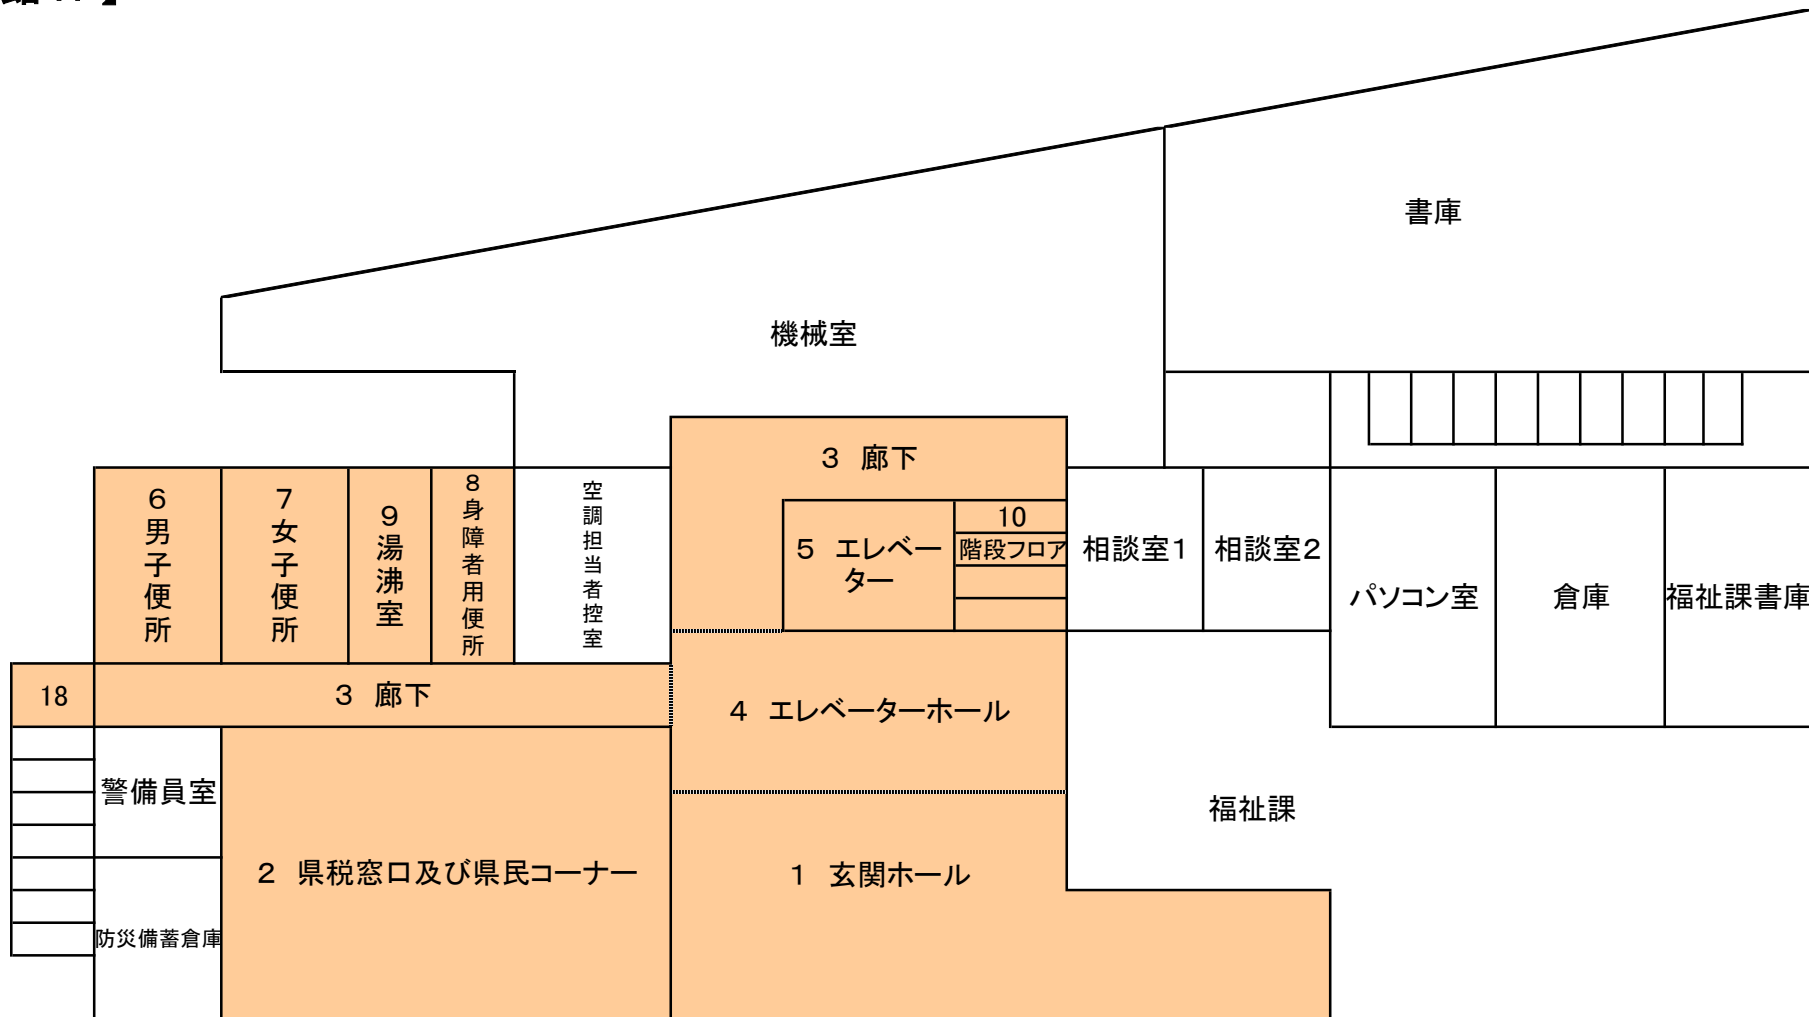 書庫
機械室
3　廊下
6
男
子
便
所
7
女
子
便
所
9
湯
沸
室
8
身
障
者
用
便
所
空
調
担
当
者
控
室
5　エレベー
ター
10
階段フロア
相談室1
相談室2
パソコン室
倉庫
福祉課書庫
18
3　廊下
4　エレベーターホール
警備員室
福祉課
2　県税窓口及び県民コーナー
1　玄関ホール
防災備蓄倉庫